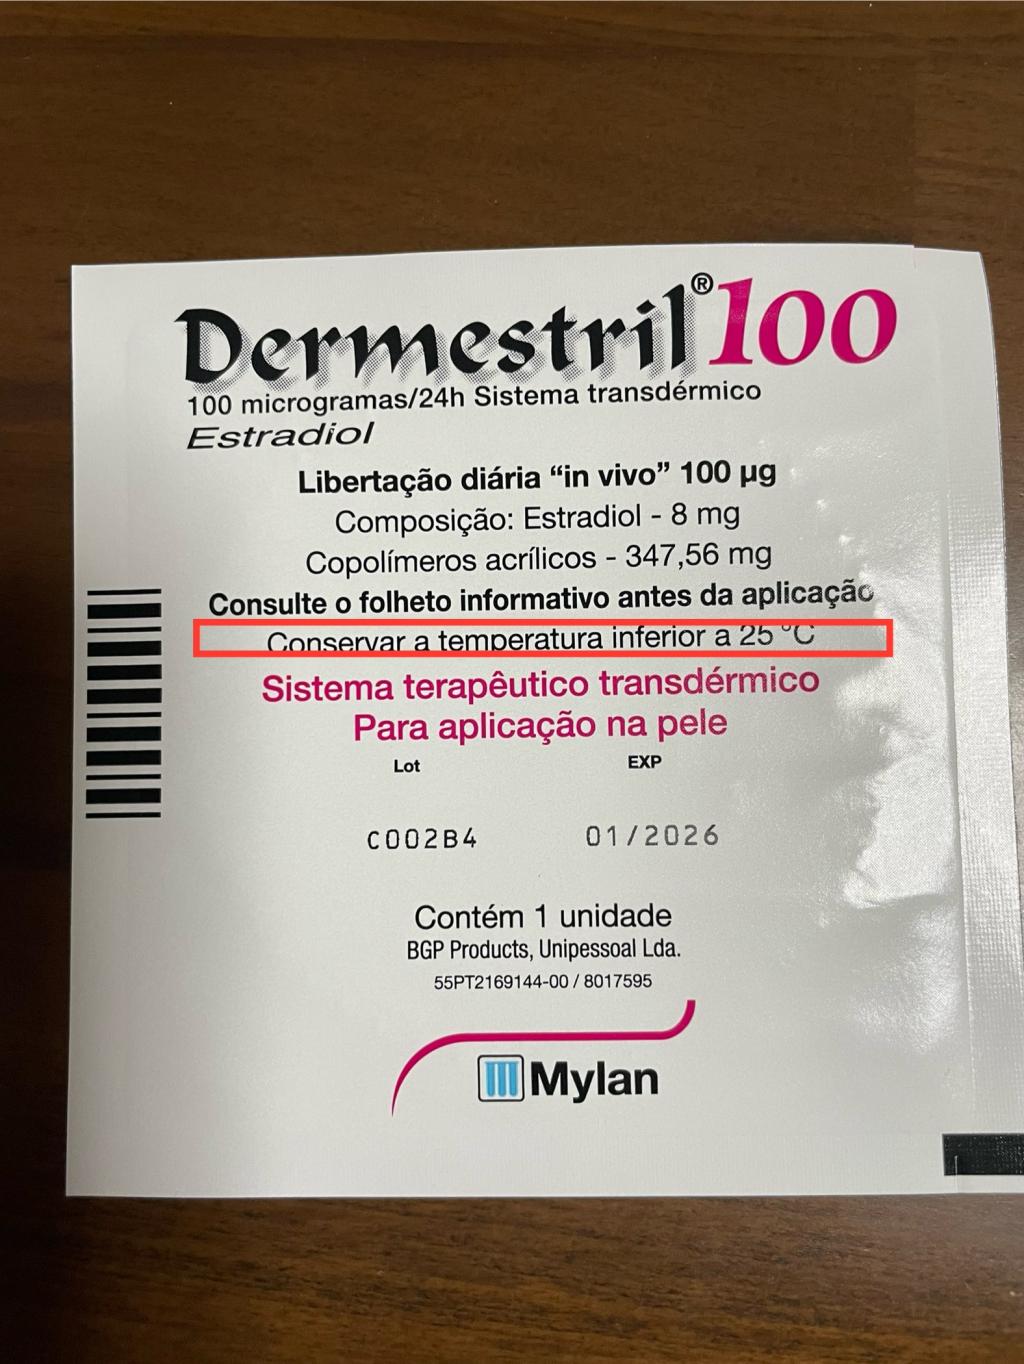 Dermestril® 100
100 microgramas/24h Sistema transdérmico
Estradiol
Libertação diária “in vivo” 100 µg
Composição: Estradiol - 8 mg
Copolímeros acrílicos - 347,56 mg
Consulte o folheto informativo antes da aplicação
Conservar a temperatura inferior a 25 °C
Sistema terapêutico transdérmico
Para aplicação na pele
Lot EXP
C002B4 01/2026
Contém 1 unidade
BGP Products, Unipessoal Lda.
55PT2169144-00 / 8017595
Mylan